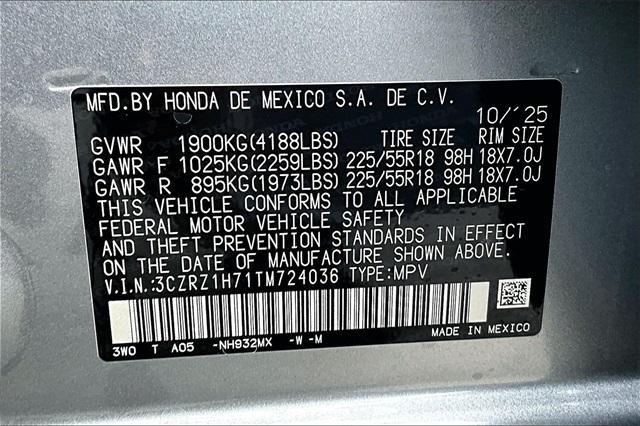 MFD.BY HONDA DE MEXICO S.A. DE C.V.
10/'25
GVWR 1900KG(4188LBS) TIRE SIZE RIM SIZE
GAWR F 1025KG(2259LBS) 225/55R18 98H 18X7.0J
GAWR R 895KG(1973LBS) 225/55R18 98H 18X7.0J
THIS VEHICLE CONFORMS TO ALL APPLICABLE
FEDERAL MOTOR VEHICLE SAFETY
AND THEFT PREVENTION STANDARDS IN EFFECT ON
THE DATE OF MANUFACTURE SHOWN ABOVE.
V.I.N.:3CZRZ1H71TM724036 TYPE:MPV
3W0 T A05 -NH932MX -W -M
MADE IN MEXICO